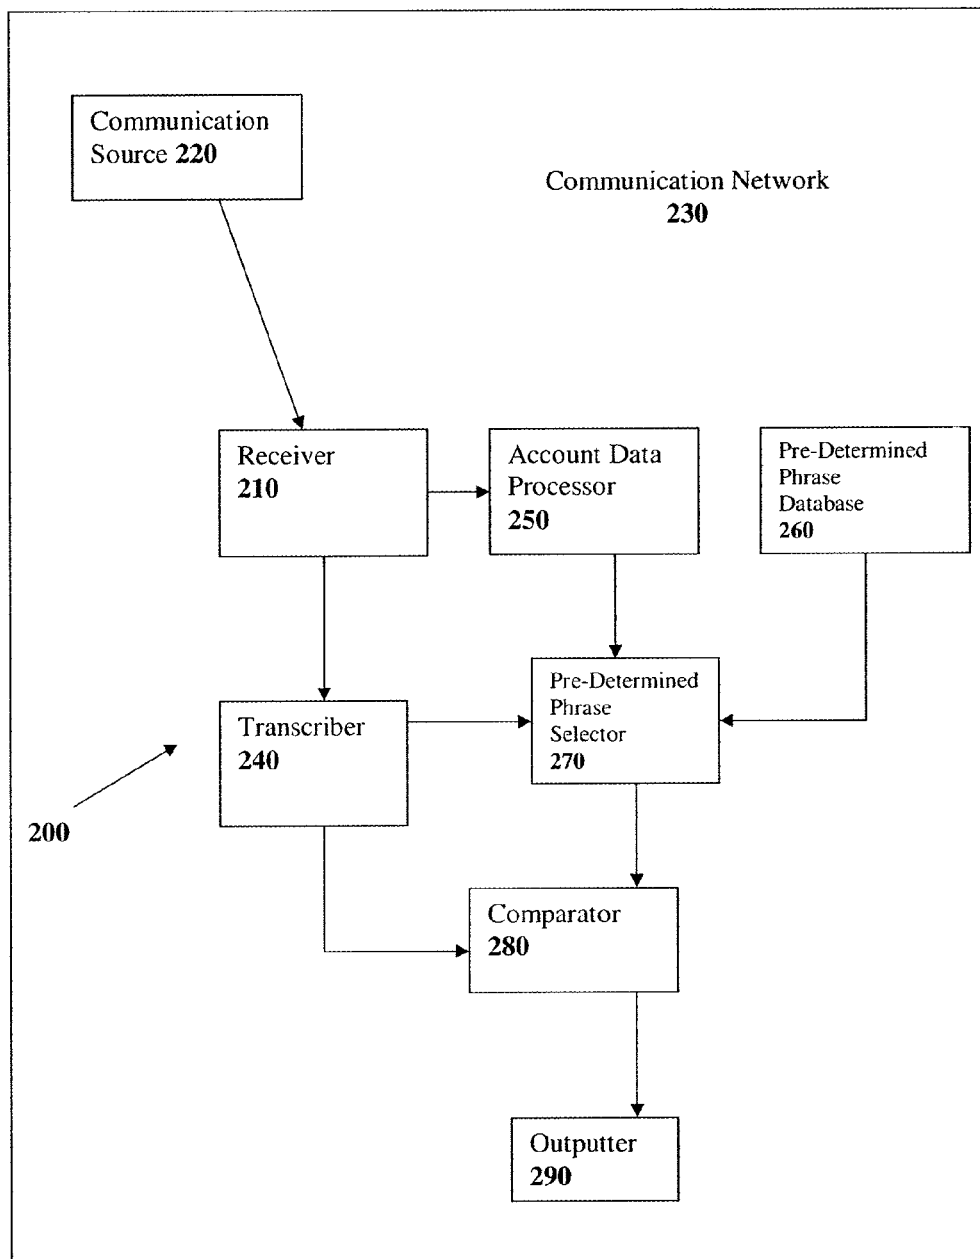 Communication
Source 220
Communication Network
230
Receiver
210
Account Data
Processor
250
Pre-Determined
Phrase
Database
260
Transcriber
240
Pre-Determined
Phrase
Selector
270
200
Comparator
280
Outputter
290